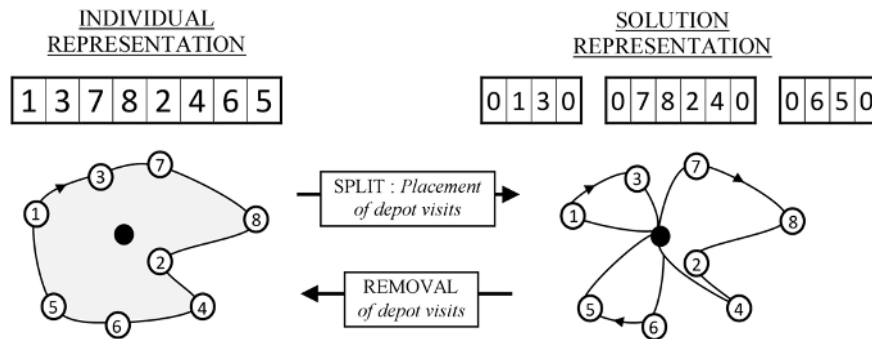 INDIVIDUAL
REPRESENTATION
1 3 7 8 2 4 6 5
SOLUTION
REPRESENTATION
0 1 3 0 0 7 8 2 4 0 0 6 5 0
1
3
7
8
2
4
6
5
SPLIT : Placement
of depot visits
REMOVAL
of depot visits
1
3
7
8
2
4
6
5